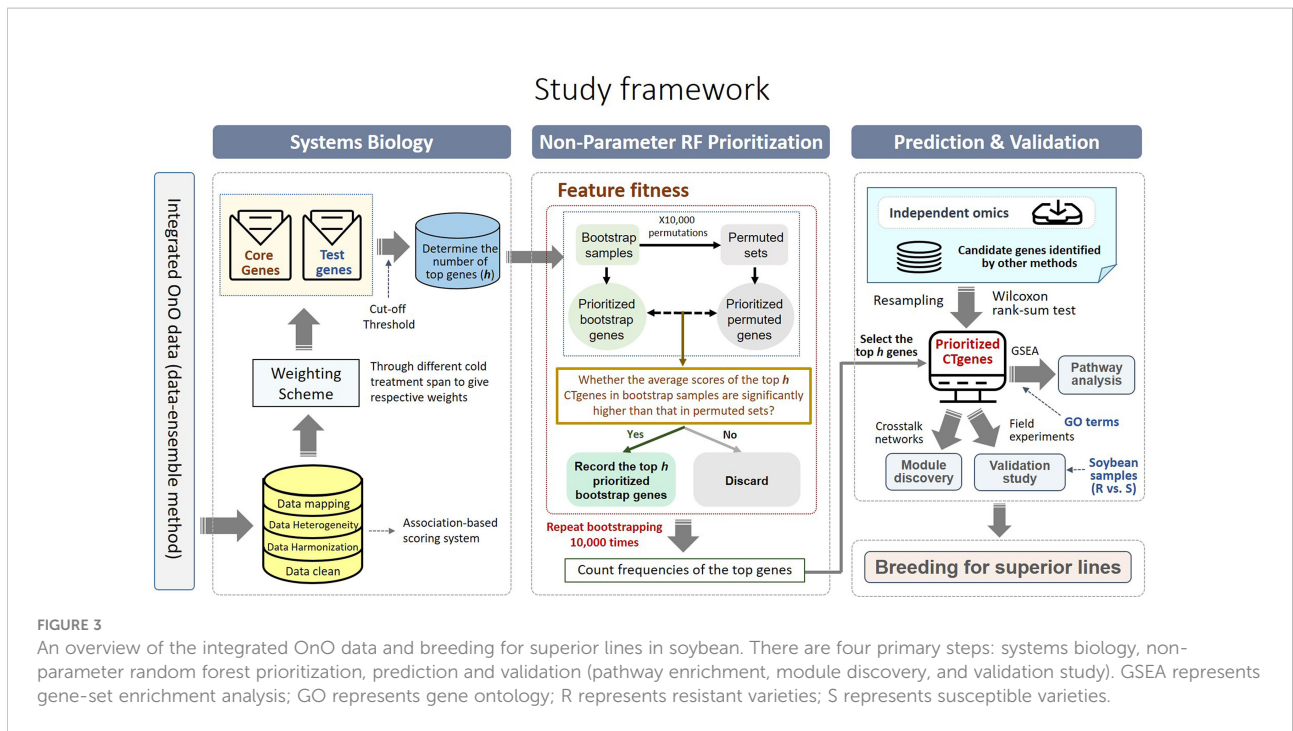 Study framework
Systems Biology
Non-Parameter RF Prioritization
Prediction & Validation
Integrated OnO data (data-ensemble method)
Core
Genes
Test
genes
Cut-off
Threshold
Determine the
number of
top genes (h)
Weighting
Scheme
Through different cold
treatment span to give
respective weights
Data mapping
Data Heterogeneity
Data Harmonization
Data clean
Association-based
scoring system
Feature fitness
Bootstrap
samples
X10,000
permutations
Permuted
sets
Prioritized
bootstrap
genes
Prioritized
permuted
genes
Whether the average scores of the top h
CTgenes in bootstrap samples are significantly
higher than that in permuted sets?
Yes
No
Record the top h
prioritized
bootstrap genes
Discard
Repeat bootstrapping
10,000 times
Count frequencies of the top genes
Select the
top h genes
Independent omics
Candidate genes identified
by other methods
Resampling
Wilcoxon
rank-sum test
Prioritized
CTgenes
GSEA
Pathway
analysis
GO terms
Crosstalk
networks
Field
experiments
Module
discovery
Validation
study
Soybean
samples
(R vs. S)
Breeding for superior lines
FIGURE 3
An overview of the integrated OnO data and breeding for superior lines in soybean. There are four primary steps: systems biology, non-
parameter random forest prioritization, prediction and validation (pathway enrichment, module discovery, and validation study). GSEA represents
gene-set enrichment analysis; GO represents gene ontology; R represents resistant varieties; S represents susceptible varieties.